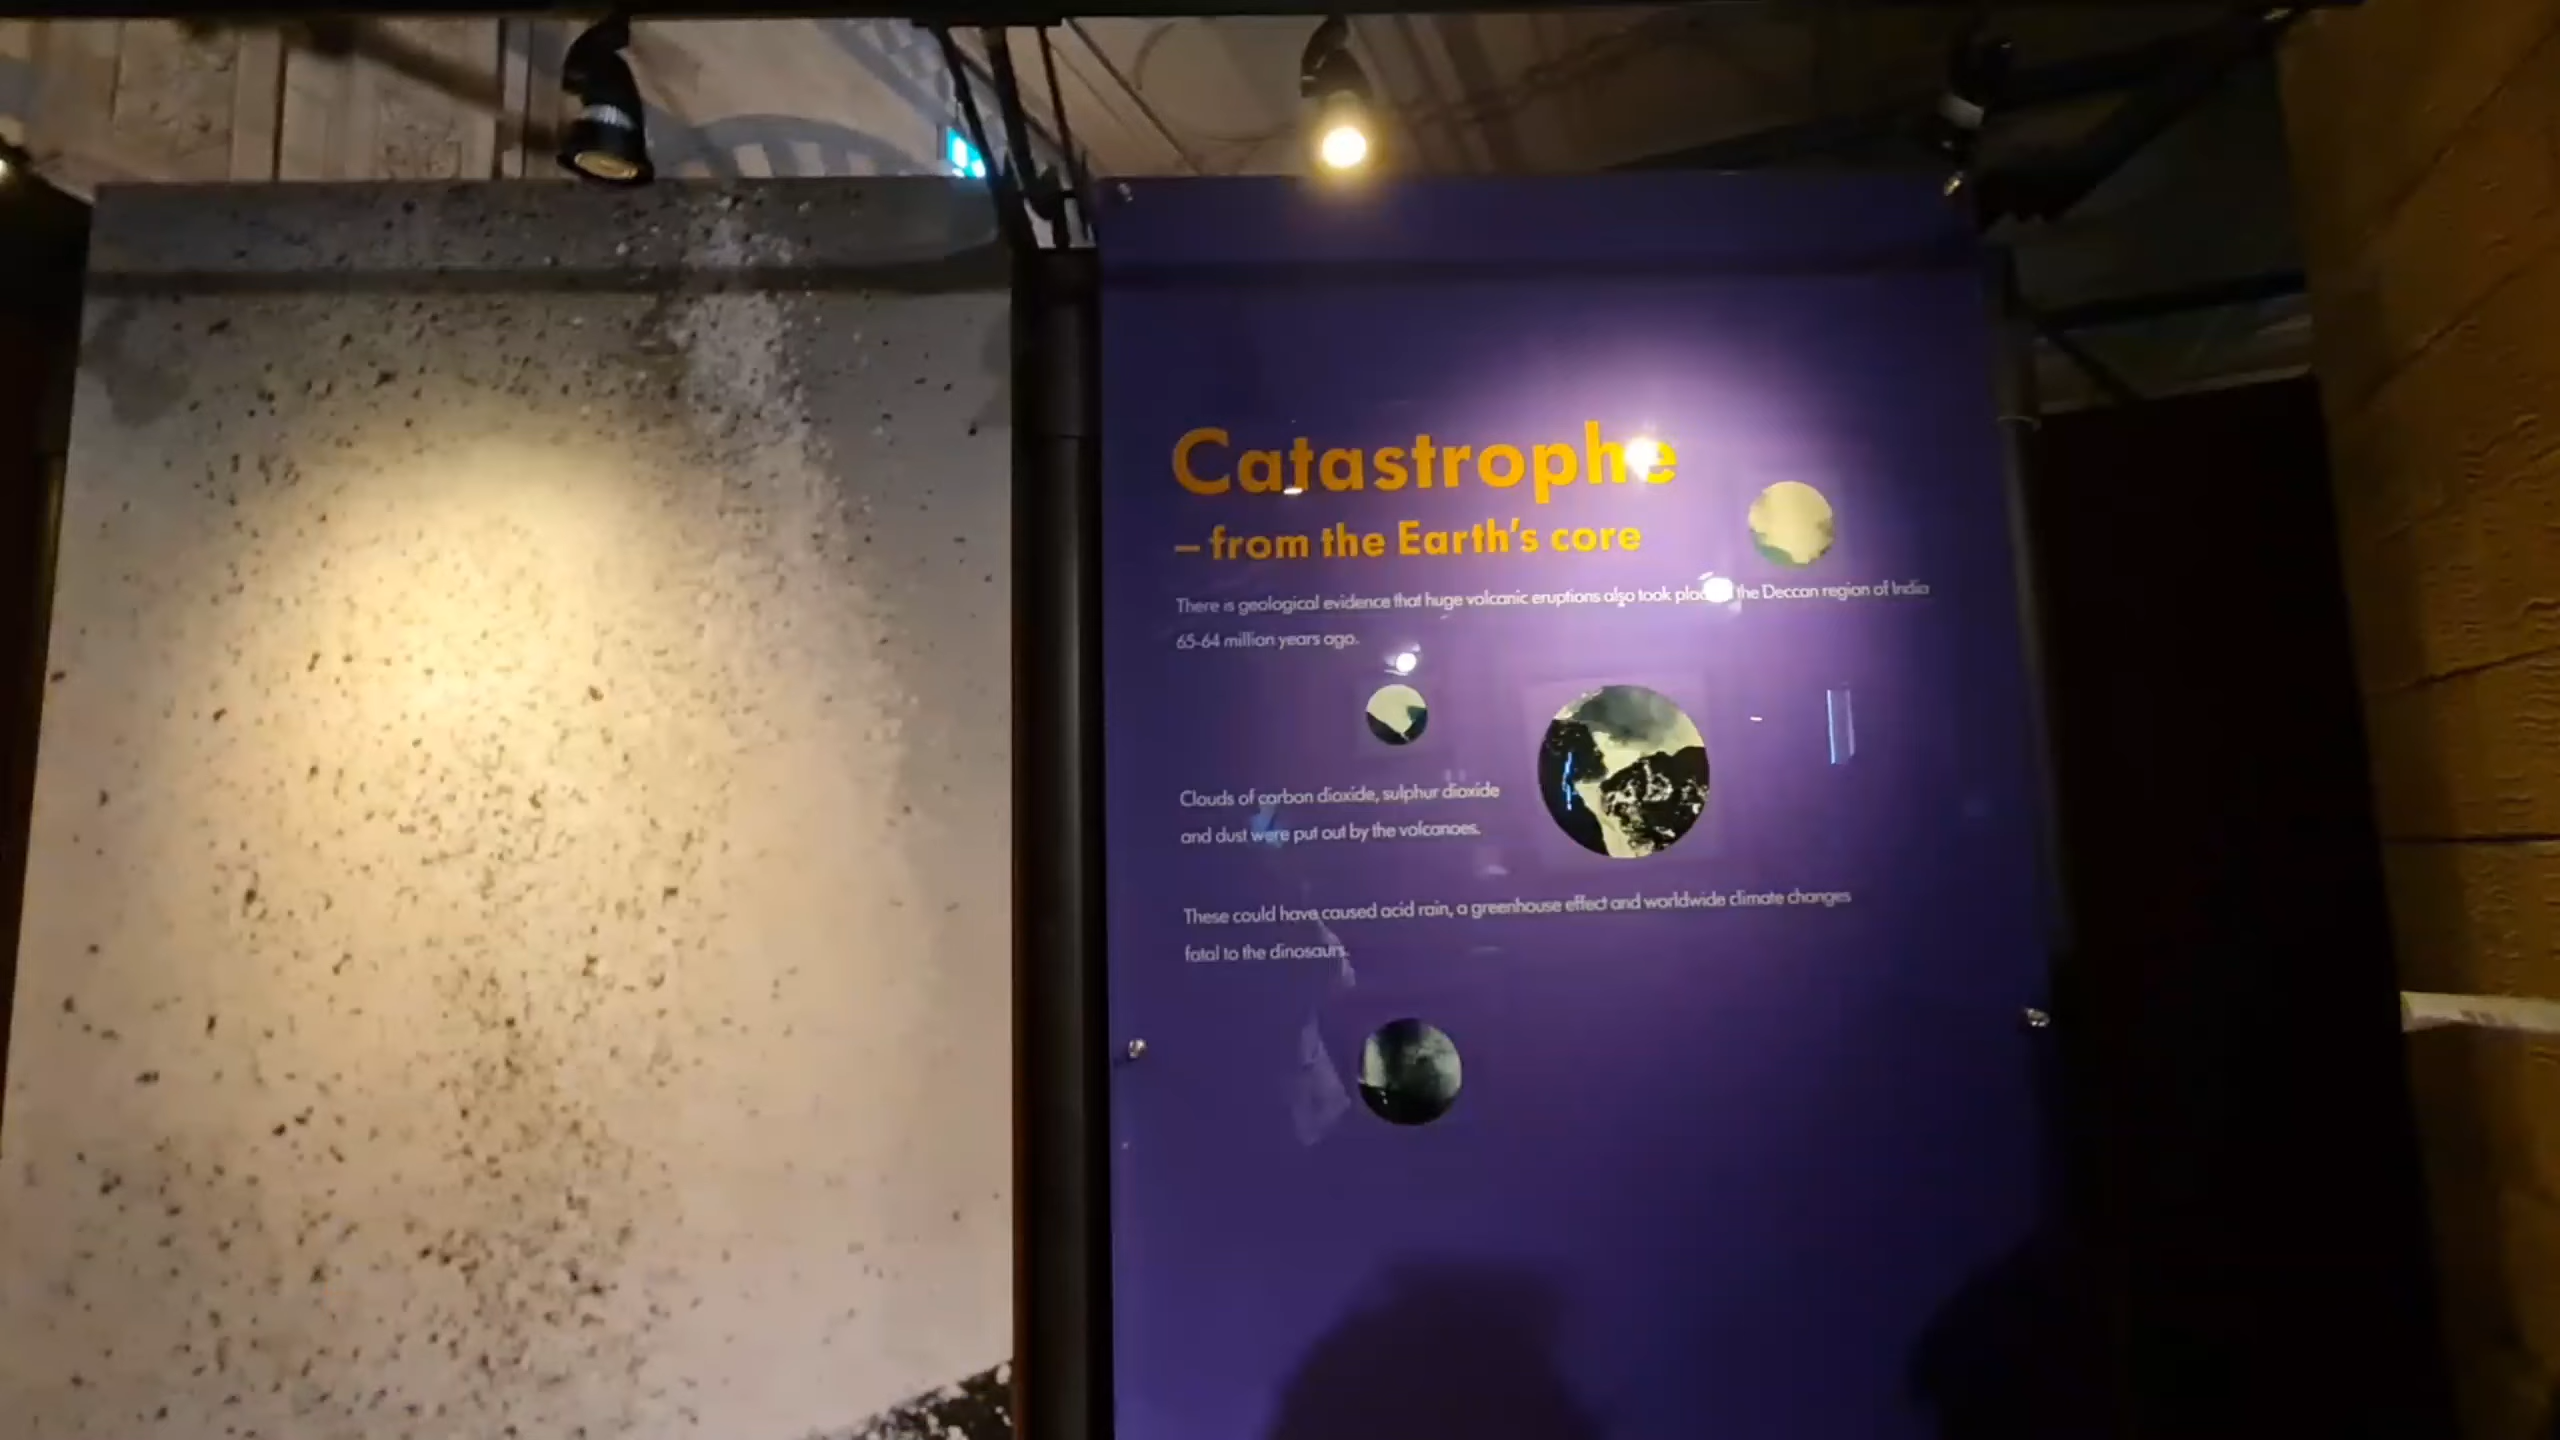 Catastrophe
– from the Earth's core
There is geological evidence that huge volcanic eruptions also took place the Deccan region of India
65-64 million years ago.
Clouds of carbon dioxide, sulphur dioxide
and dust were put out by the volcanoes.
These could have caused acid rain, a greenhouse effect and worldwide climate changes
fatal to the dinosaurs.